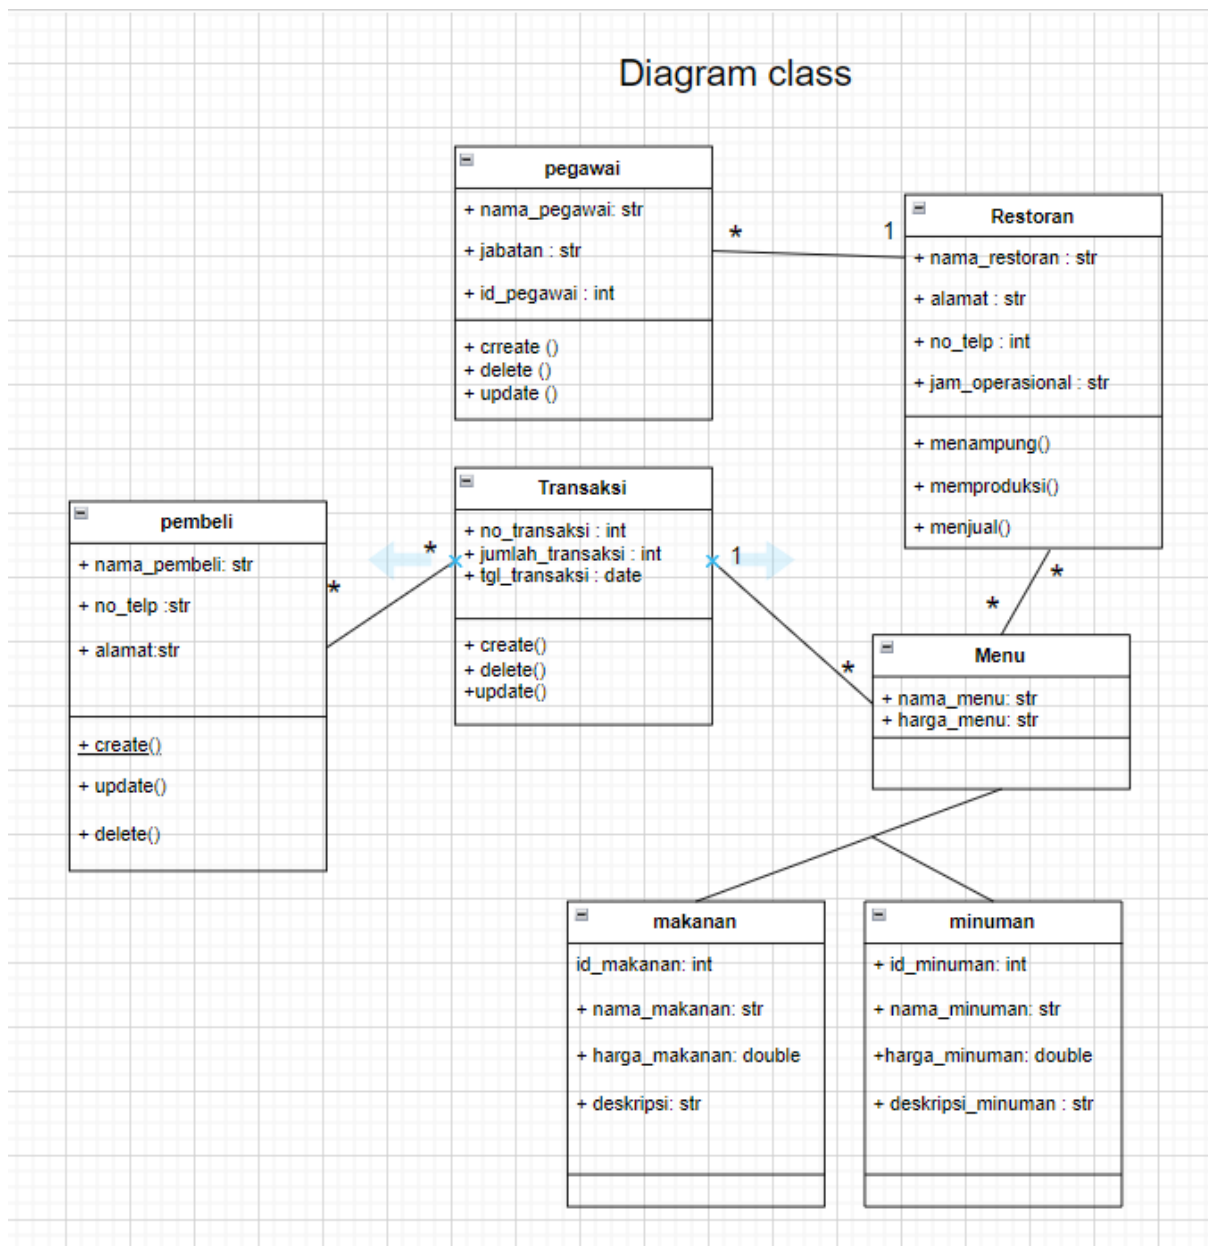 Diagram class
pegawai
+ nama_pegawai: str
+ jabatan : str
+ id_pegawai : int
+ crreate ()
+ delete ()
+ update ()
*
1
Restoran
+ nama_restoran : str
+ alamat : str
+ no_telp : int
+ jam_operasional : str
+ menampung()
+ memproduksi()
+ menjual()
pembeli
+ nama_pembeli: str
+ no_telp :str
+ alamat:str
+ create()
+ update()
+ delete()
*
*
Transaksi
+ no_transaksi : int
+ jumlah_transaksi : int
+ tgl_transaksi : date
+ create()
+ delete()
+update()
1
*
*
*
Menu
+ nama_menu: str
+ harga_menu: str
makanan
id_makanan: int
+ nama_makanan: str
+ harga_makanan: double
+ deskripsi: str
minuman
+ id_minuman: int
+ nama_minuman: str
+harga_minuman: double
+ deskripsi_minuman : str